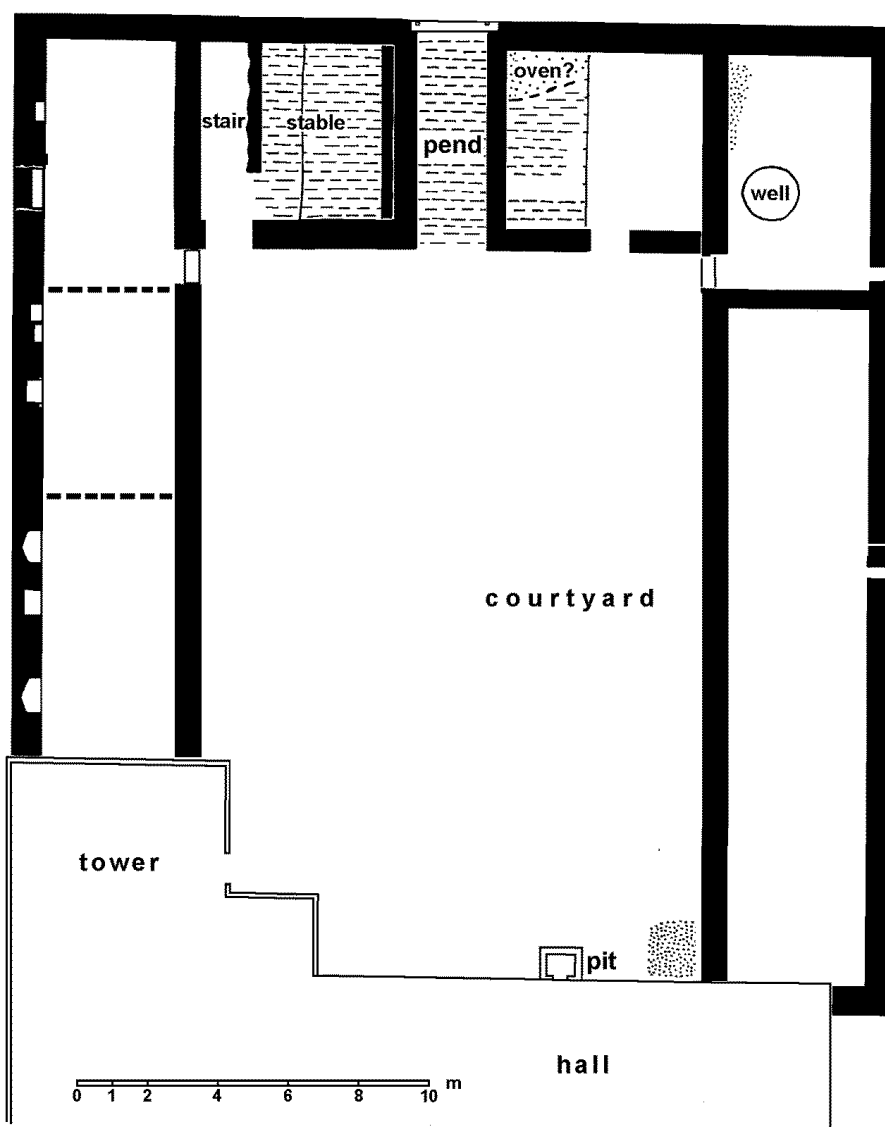 oven?
stair
stable
pend
well
courtyard
tower
pit
hall
m
0 1 2 4 6 8 10